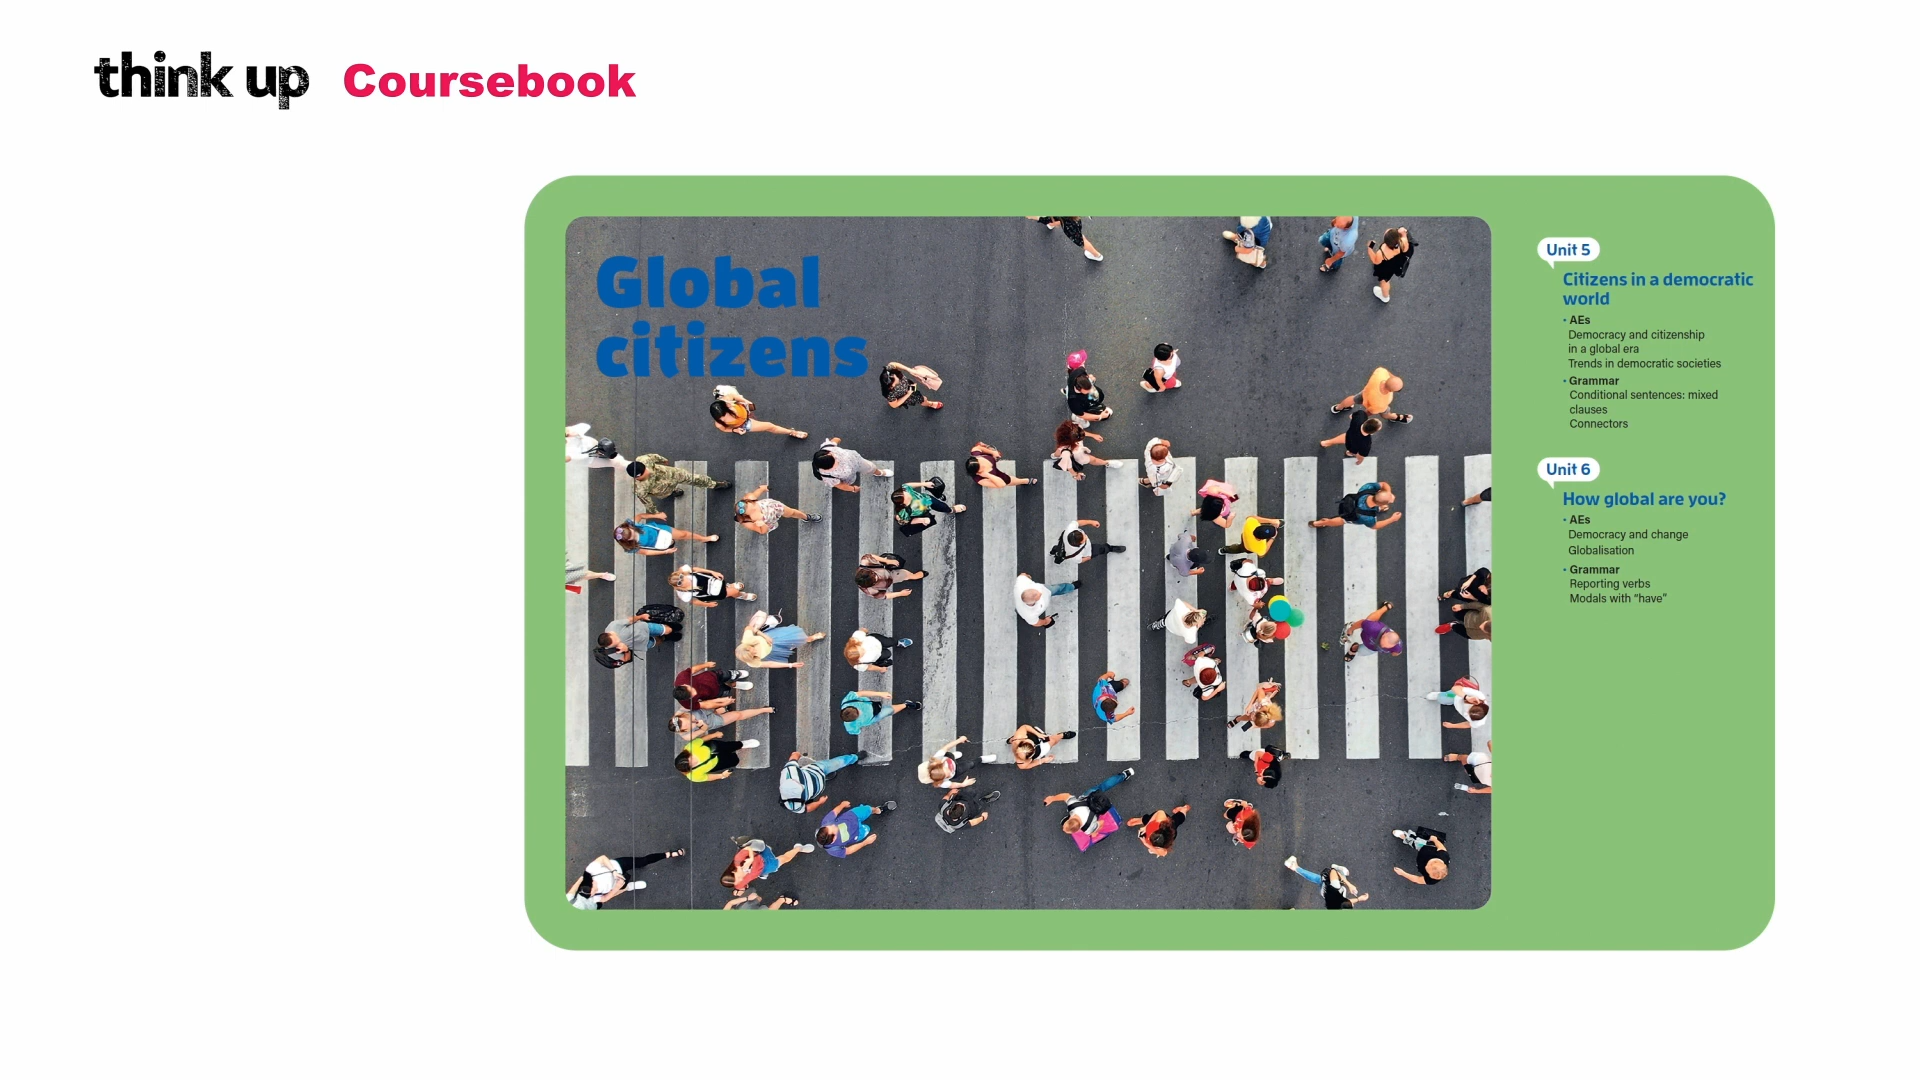 think up Coursebook
Global
citizens
Unit 5
Citizens in a democratic
world
• AEs
Democracy and citizenship
in a global era
Trends in democratic societies
• Grammar
Conditional sentences: mixed
clauses
Connectors
Unit 6
How global are you?
• AEs
Democracy and change
Globalisation
• Grammar
Reporting verbs
Modals with “have”